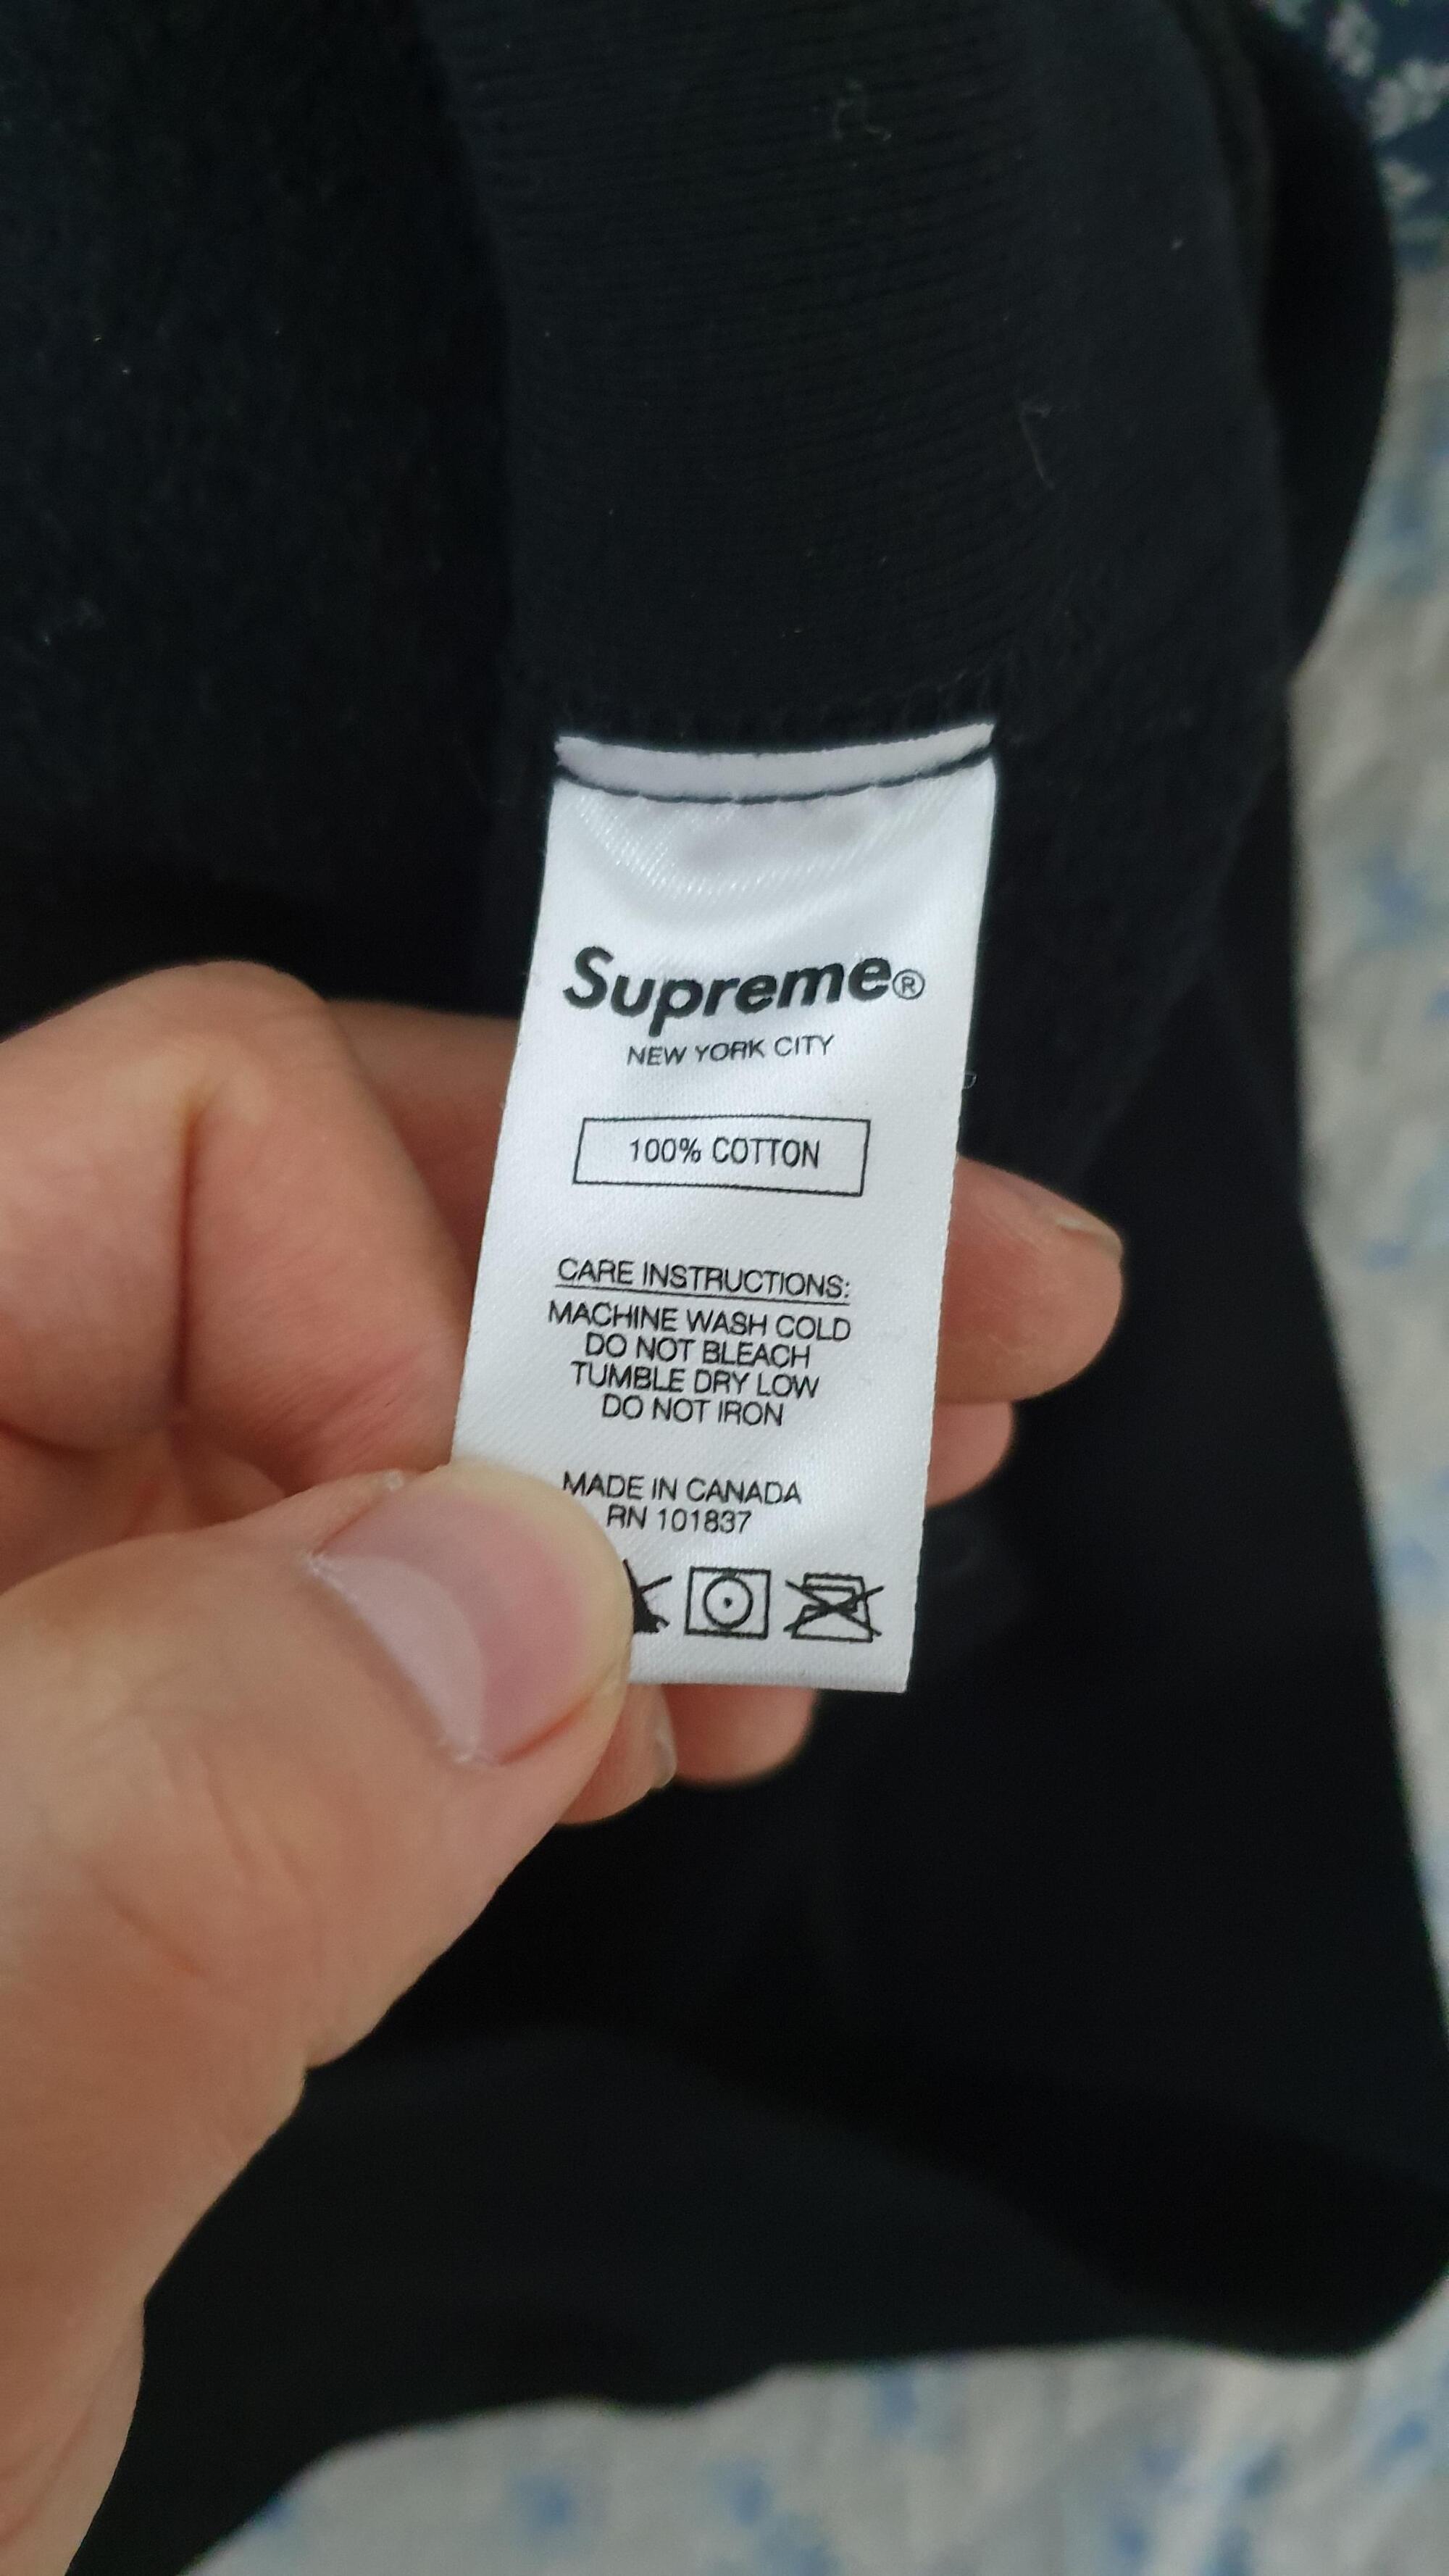 Supreme®
NEW YORK CITY
100% COTTON
CARE INSTRUCTIONS:
MACHINE WASH COLD
DO NOT BLEACH
TUMBLE DRY LOW
DO NOT IRON
MADE IN CANADA
RN 101837